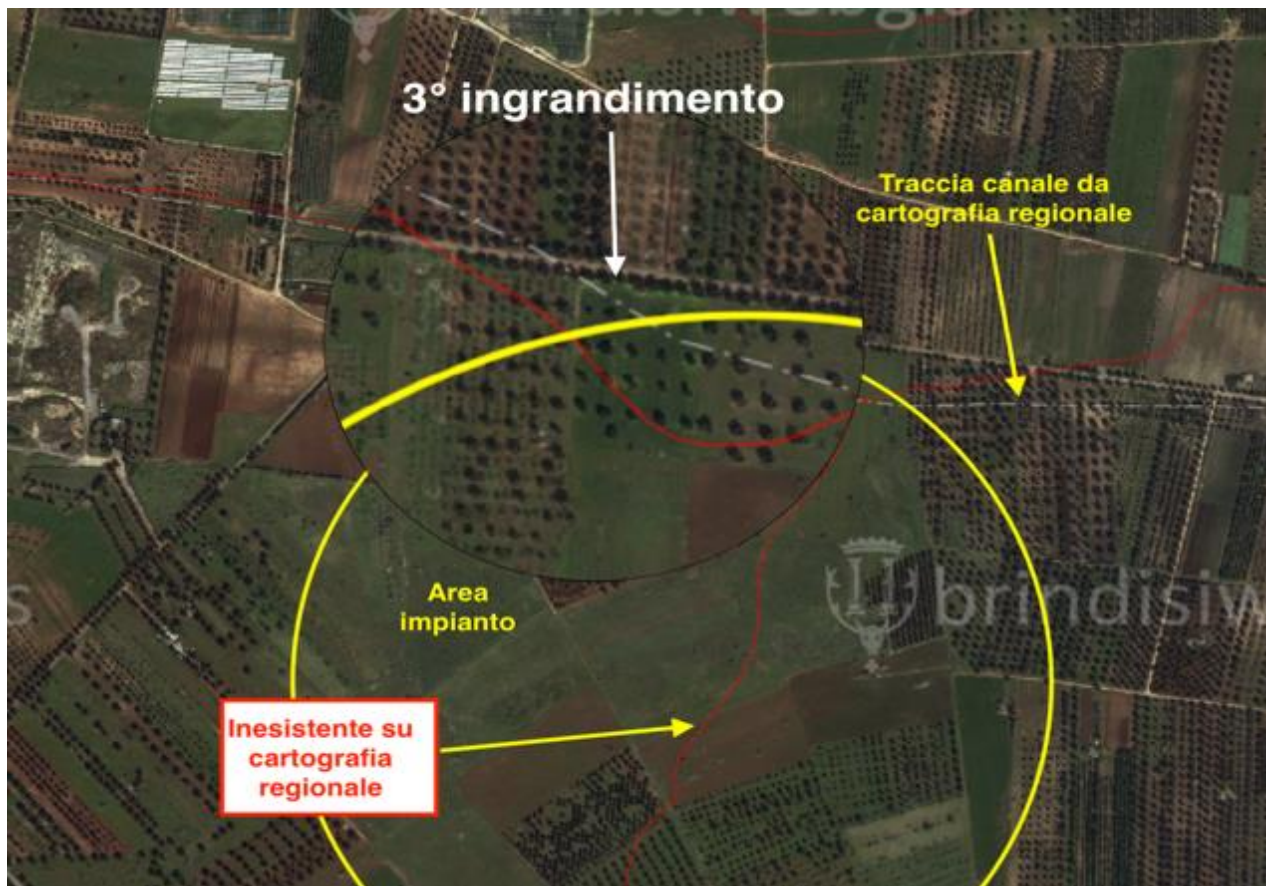 3° ingrandimento
Traccia canale da
cartografia regionale
brindisiw
Area
impianto
Inesistente su
cartografia
regionale